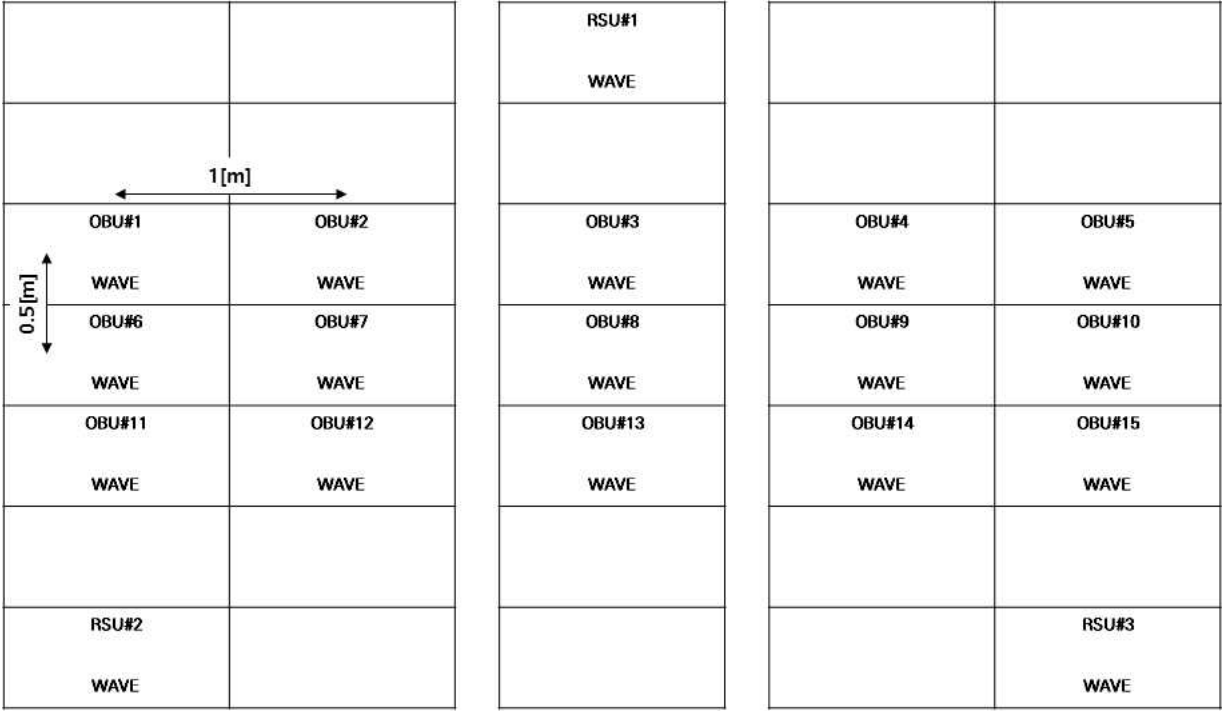 RSU#1
WAVE
1[m]
OBU#1 OBU#2 OBU#3 OBU#4 OBU#5
WAVE WAVE WAVE WAVE WAVE
0.5[m]
OBU#6 OBU#7 OBU#8 OBU#9 OBU#10
WAVE WAVE WAVE WAVE WAVE
OBU#11 OBU#12 OBU#13 OBU#14 OBU#15
WAVE WAVE WAVE WAVE WAVE
RSU#2 RSU#3
WAVE WAVE